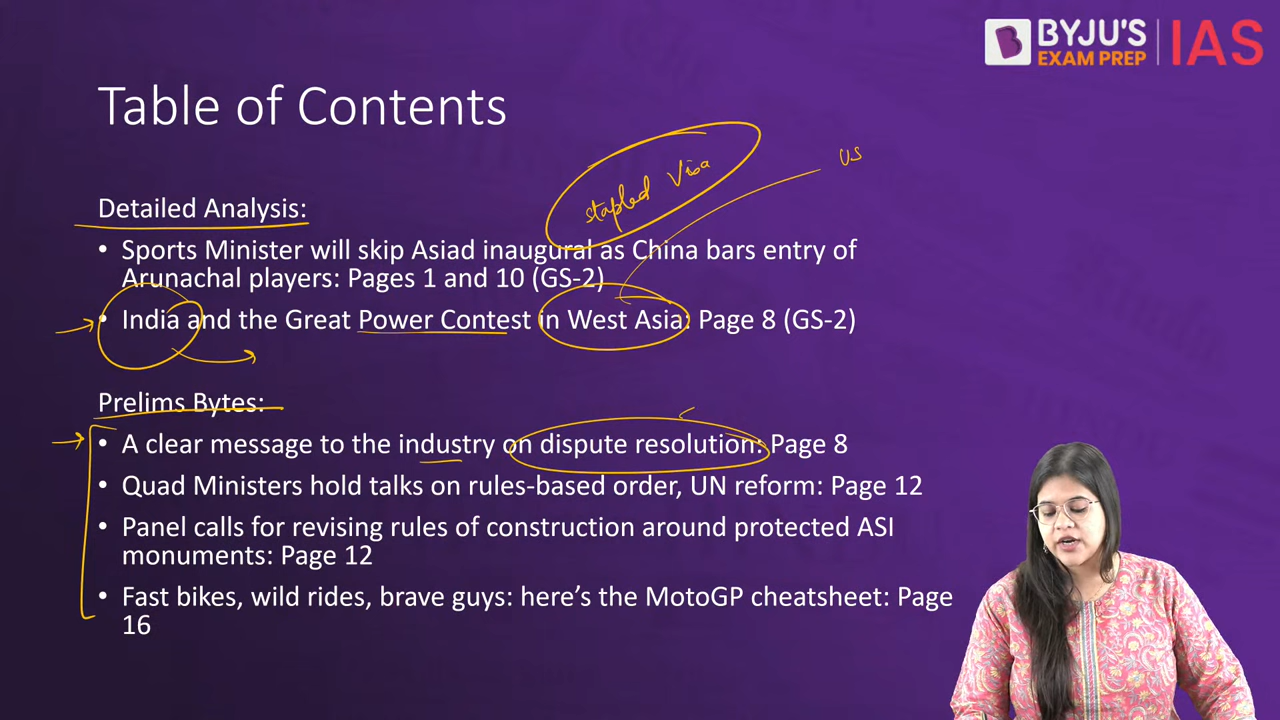 BYJU'S
EXAM PREP
IAS
Table of Contents
stapled Visa
US
Detailed Analysis:
• Sports Minister will skip Asiad inaugural as China bars entry of
Arunachal players: Pages 1 and 10 (GS-2)
• India and the Great Power Contest in West Asia: Page 8 (GS-2)
Prelims Bytes:
• A clear message to the industry on dispute resolution: Page 8
• Quad Ministers hold talks on rules-based order, UN reform: Page 12
• Panel calls for revising rules of construction around protected ASI
monuments: Page 12
• Fast bikes, wild rides, brave guys: here’s the MotoGP cheatsheet: Page
16